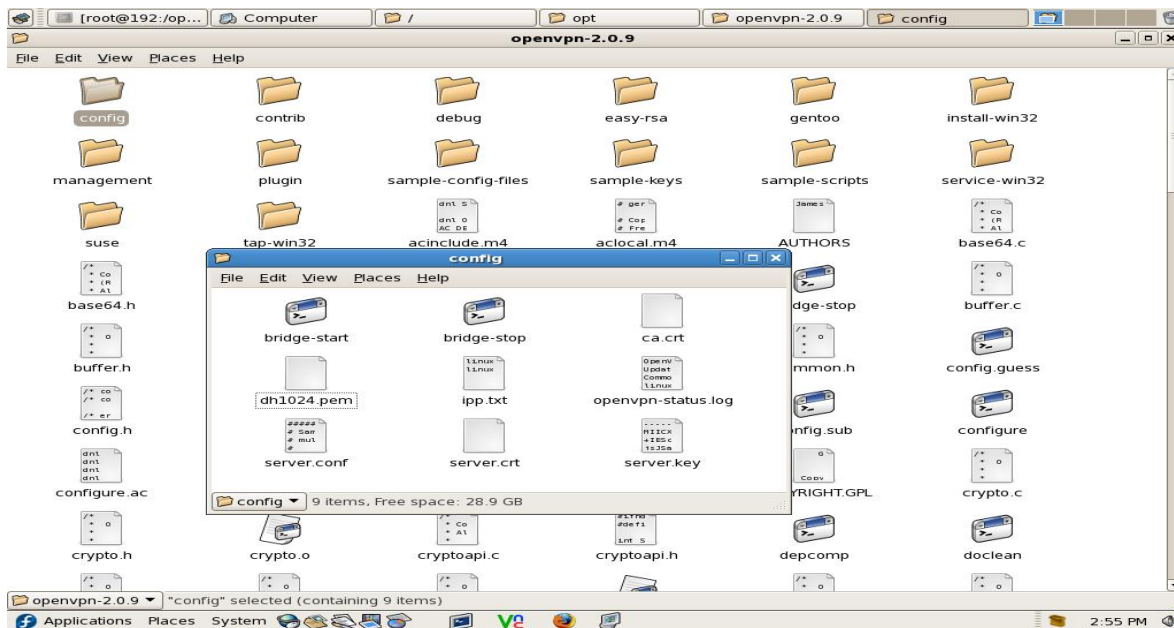 [root@192:/op... Computer / opt openvpn-2.0.9 config
openvpn-2.0.9
File Edit View Places Help
config contrib debug easy-rsa gentoo install-win32
management plugin sample-config-files sample-keys sample-scripts service-win32
suse tap-win32 acinclude.m4 aclocal.m4 AUTHORS base64.c
config
File Edit View Places Help
base64.h dge-stop buffer.c
bridge-start bridge-stop ca.crt
buffer.h mmon.h config.guess
dh1024.pem ipp.txt openvpn-status.log
config.h nfig.sub configure
server.conf server.crt server.key
configure.ac YRIGHT.GPL crypto.c
config 9 items, Free space: 28.9 GB
crypto.h crypto.o cryptoapi.c cryptoapi.h depcomp doclean
openvpn-2.0.9 "config" selected (containing 9 items)
Applications Places System 2:55 PM